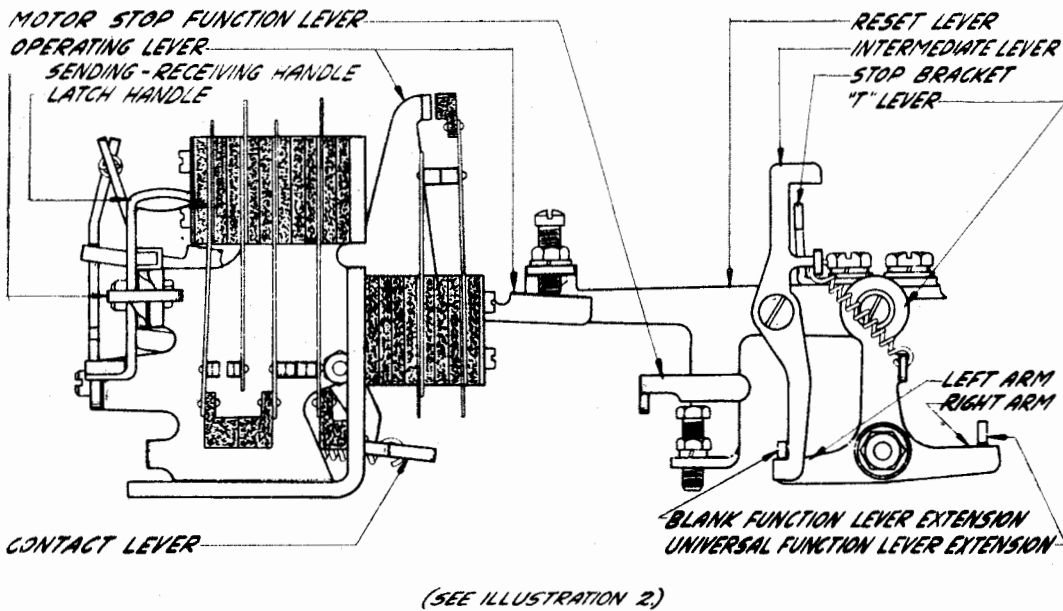 MOTOR STOP FUNCTION LEVER
OPERATING LEVER
SENDING-RECEIVING HANDLE
LATCH HANDLE
RESET LEVER
INTERMEDIATE LEVER
STOP BRACKET
"T" LEVER
LEFT ARM
RIGHT ARM
BLANK FUNCTION LEVER EXTENSION
UNIVERSAL FUNCTION LEVER EXTENSION
CONTACT LEVER
(SEE ILLUSTRATION 2.)